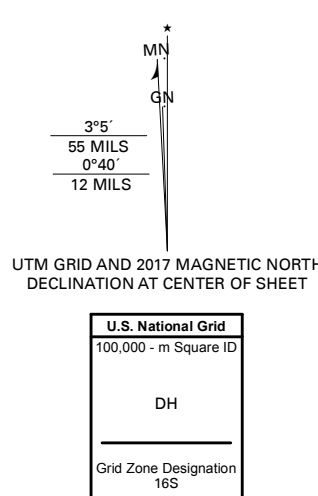 ★
MN
GN
3°5´
55 MILS
0°40´
12 MILS
UTM GRID AND 2017 MAGNETIC NORTH
DECLINATION AT CENTER OF SHEET
U.S. National Grid
100,000 - m Square ID
DH
Grid Zone Designation
16S